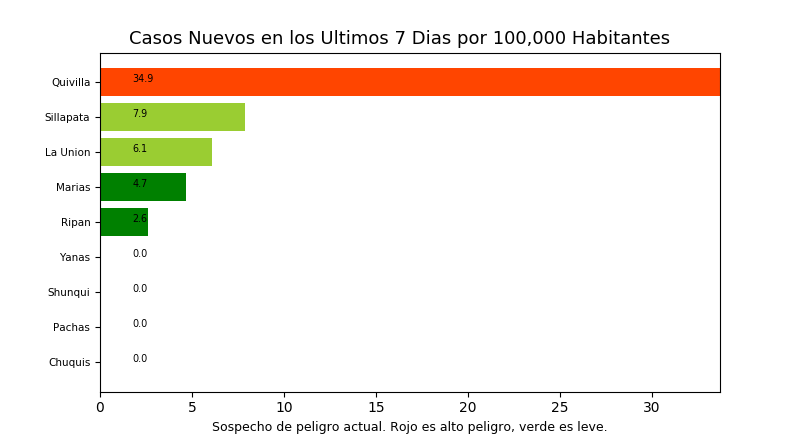 Casos Nuevos en los Ultimos 7 Dias por 100,000 Habitantes
Quivilla 34.9
Sillapata 7.9
La Union 6.1
Marias 4.7
Ripan 2.6
Yanas 0.0
Shunqui 0.0
Pachas 0.0
Chuquis 0.0
0 5 10 15 20 25 30
Sospecho de peligro actual. Rojo es alto peligro, verde es leve.